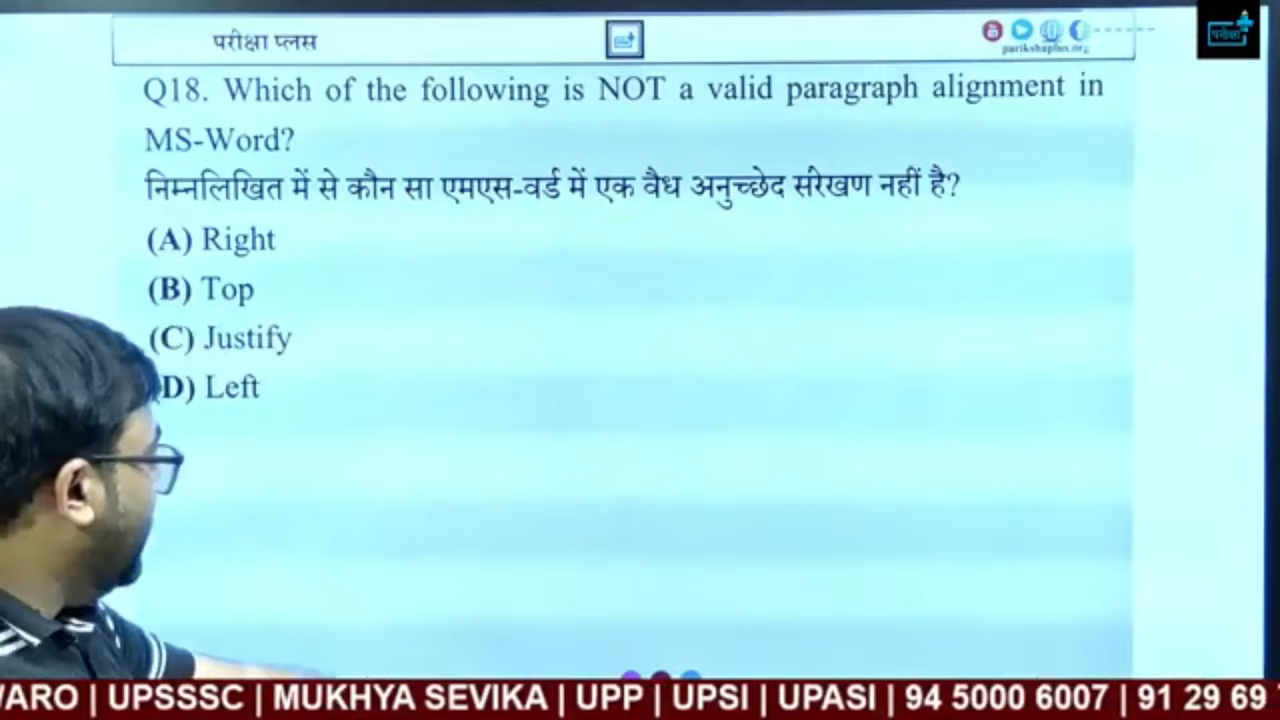 परीक्षा प्लस
parikshaplus.org
Q18. Which of the following is NOT a valid paragraph alignment in
MS-Word?
निम्नलिखित में से कौन सा एमएस-वर्ड में एक वैध अनुच्छेद संरेखण नहीं है?
(A) Right
(B) Top
(C) Justify
D) Left
ARO | UPSSSC | MUKHYA SEVIKA | UPP | UPSI | UPASI | 94 5000 6007 | 91 29 69